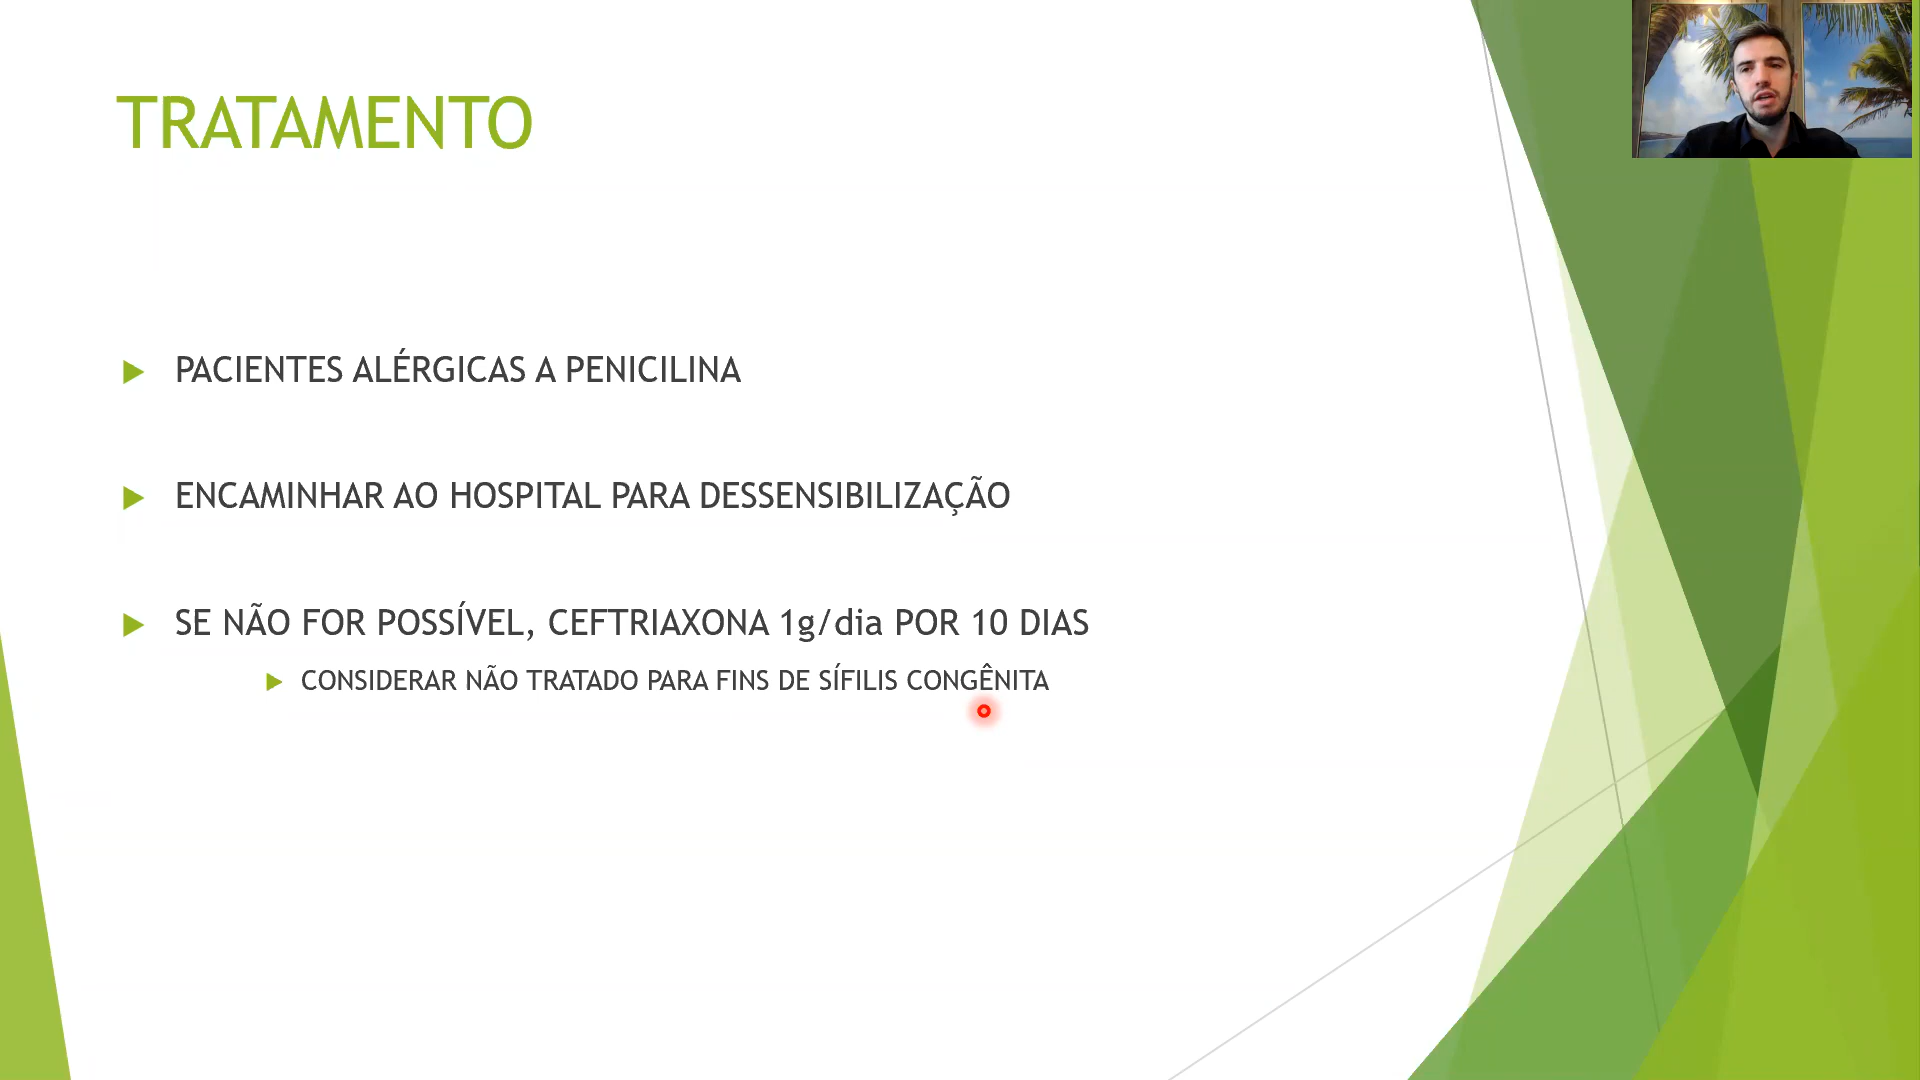 TRATAMENTO
PACIENTES ALÉRGICAS A PENICILINA
ENCAMINHAR AO HOSPITAL PARA DESSENSIBILIZAÇÃO
SE NÃO FOR POSSÍVEL, CEFTRIAXONA 1g/dia POR 10 DIAS
CONSIDERAR NÃO TRATADO PARA FINS DE SÍFILIS CONGÊNITA